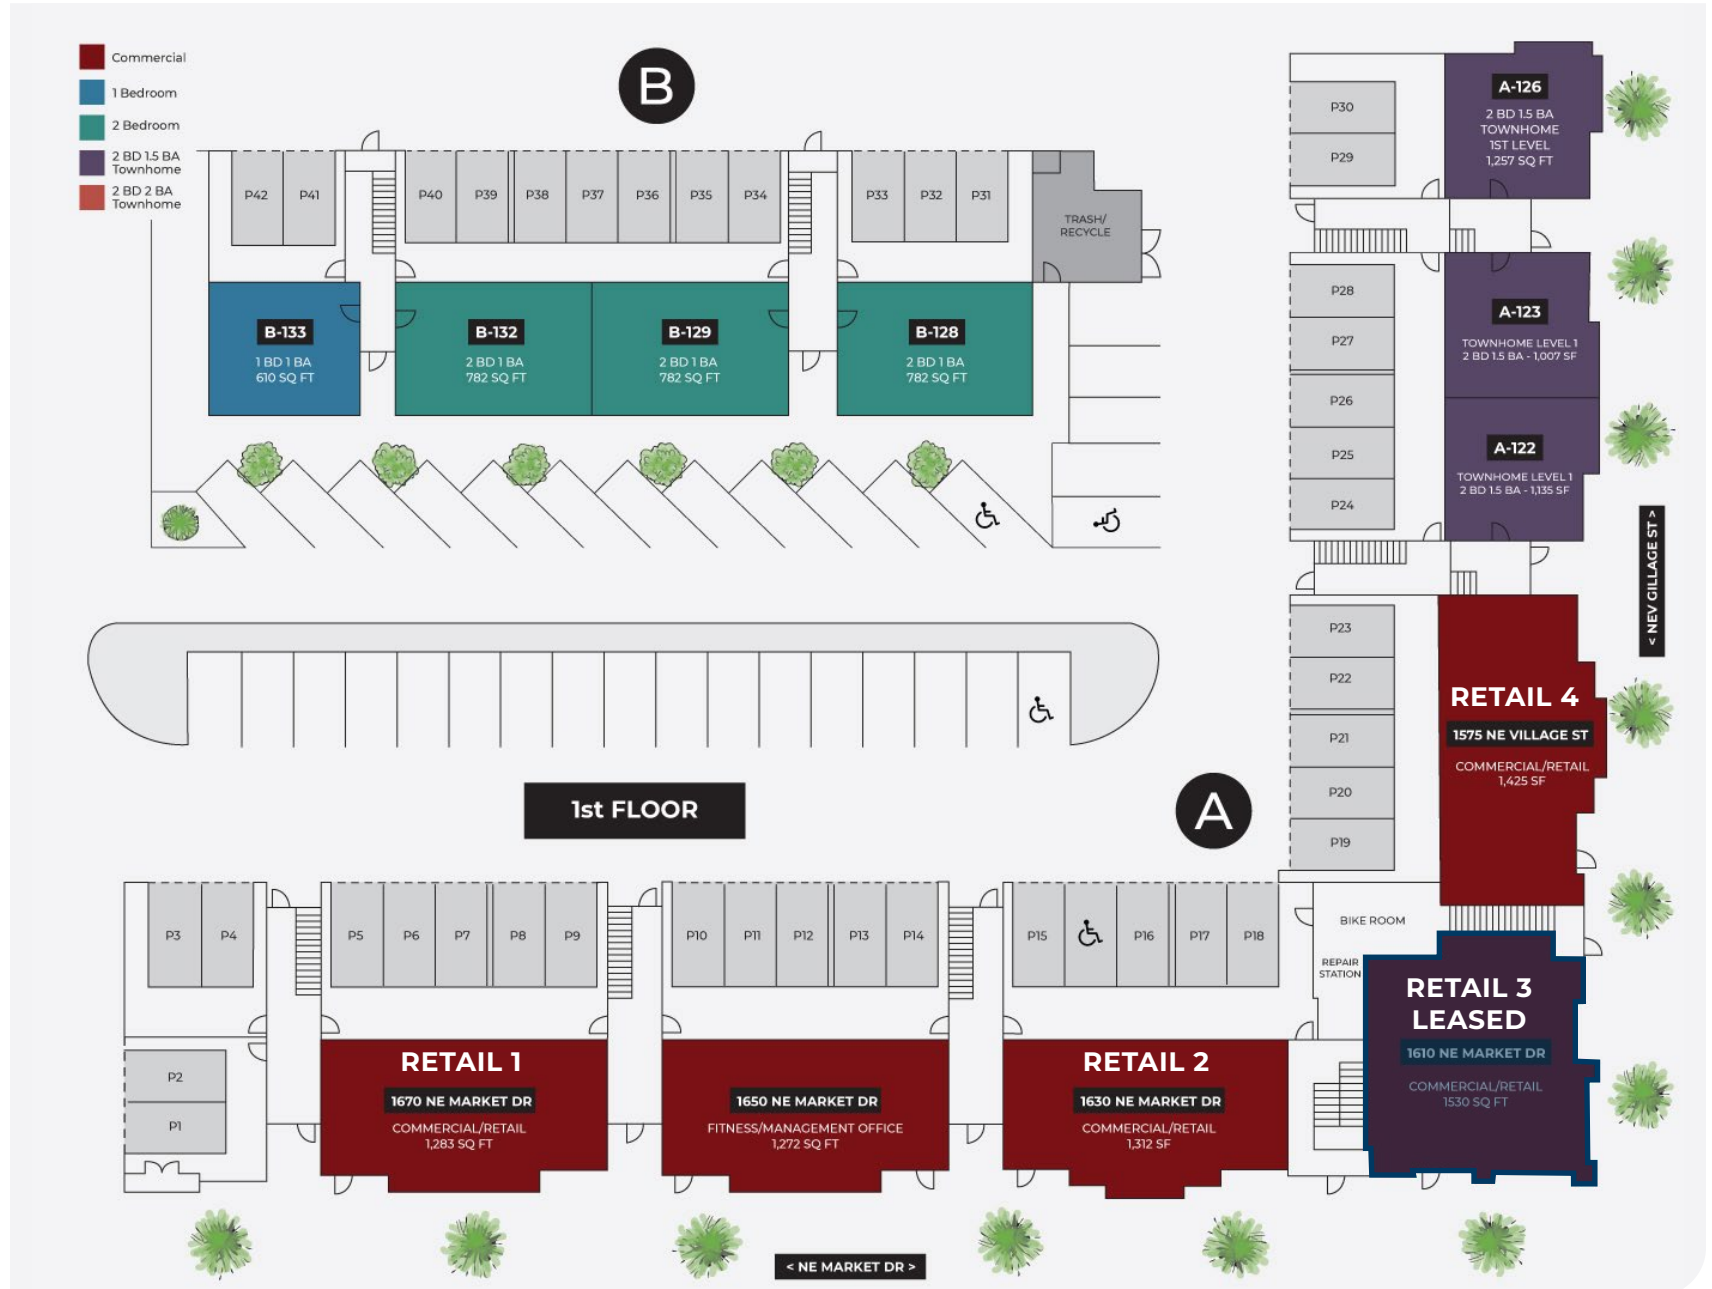 Commercial
1 Bedroom
2 Bedroom
2 BD 1.5 BA
Townhome
2 BD 2 BA
Townhome
B
P42
P41
P40
P39
P38
P37
P36
P35
P34
P33
P32
P31
TRASH/
RECYCLE
B-133
1 BD 1 BA
610 SQ FT
B-132
2 BD 1 BA
782 SQ FT
B-129
2 BD 1 BA
782 SQ FT
B-128
2 BD 1 BA
782 SQ FT
P30
P29
A-126
2 BD 1.5 BA
TOWNHOME
1ST LEVEL
1,257 SQ FT
P28
P27
P26
P25
P24
A-123
TOWNHOME LEVEL 1
2 BD 1.5 BA - 1,007 SF
A-122
TOWNHOME LEVEL 1
2 BD 1.5 BA - 1,135 SF
< NEV GILLAGE ST >
P23
P22
P21
P20
P19
RETAIL 4
1575 NE VILLAGE ST
COMMERCIAL/RETAIL
1,425 SF
1st FLOOR
A
P3
P4
P5
P6
P7
P8
P9
P10
P11
P12
P13
P14
P15
P16
P17
P18
BIKE ROOM
REPAIR
STATION
P2
P1
RETAIL 1
1670 NE MARKET DR
COMMERCIAL/RETAIL
1,283 SQ FT
1650 NE MARKET DR
FITNESS/MANAGEMENT OFFICE
1,272 SQ FT
RETAIL 2
1630 NE MARKET DR
COMMERCIAL/RETAIL
1,312 SF
RETAIL 3
LEASED
1610 NE MARKET DR
COMMERCIAL/RETAIL
1530 SQ FT
< NE MARKET DR >